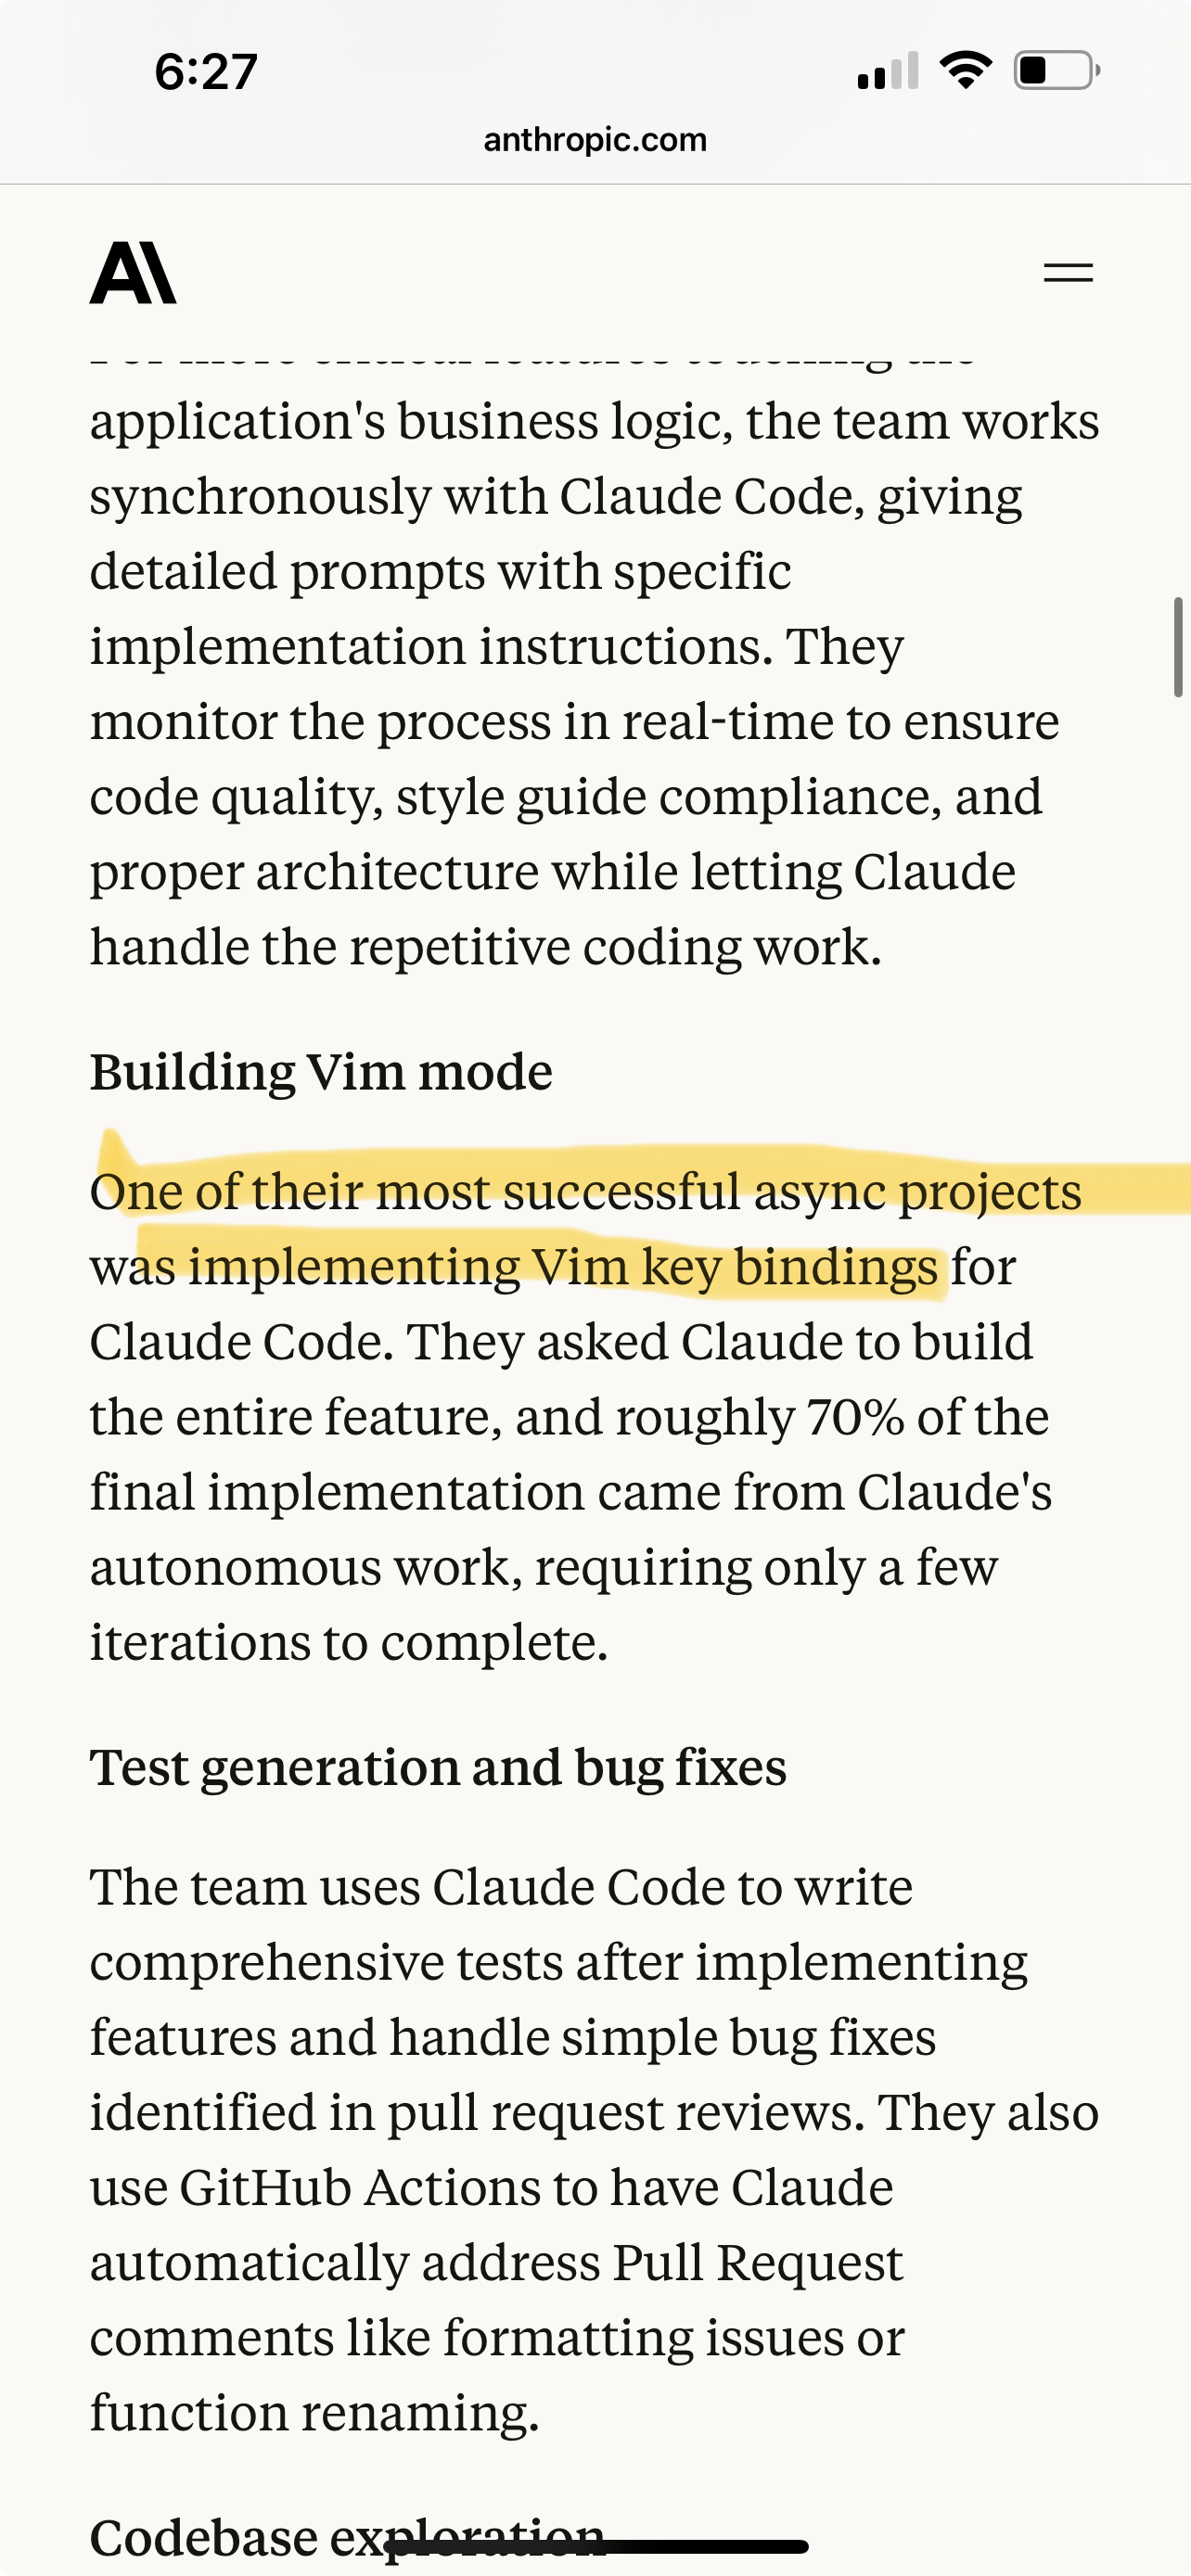 6:27
anthropic.com
A\
application's business logic, the team works
synchronously with Claude Code, giving
detailed prompts with specific
implementation instructions. They
monitor the process in real-time to ensure
code quality, style guide compliance, and
proper architecture while letting Claude
handle the repetitive coding work.
Building Vim mode
One of their most successful async projects
was implementing Vim key bindings for
Claude Code. They asked Claude to build
the entire feature, and roughly 70% of the
final implementation came from Claude's
autonomous work, requiring only a few
iterations to complete.
Test generation and bug fixes
The team uses Claude Code to write
comprehensive tests after implementing
features and handle simple bug fixes
identified in pull request reviews. They also
use GitHub Actions to have Claude
automatically address Pull Request
comments like formatting issues or
function renaming.
Codebase exploration